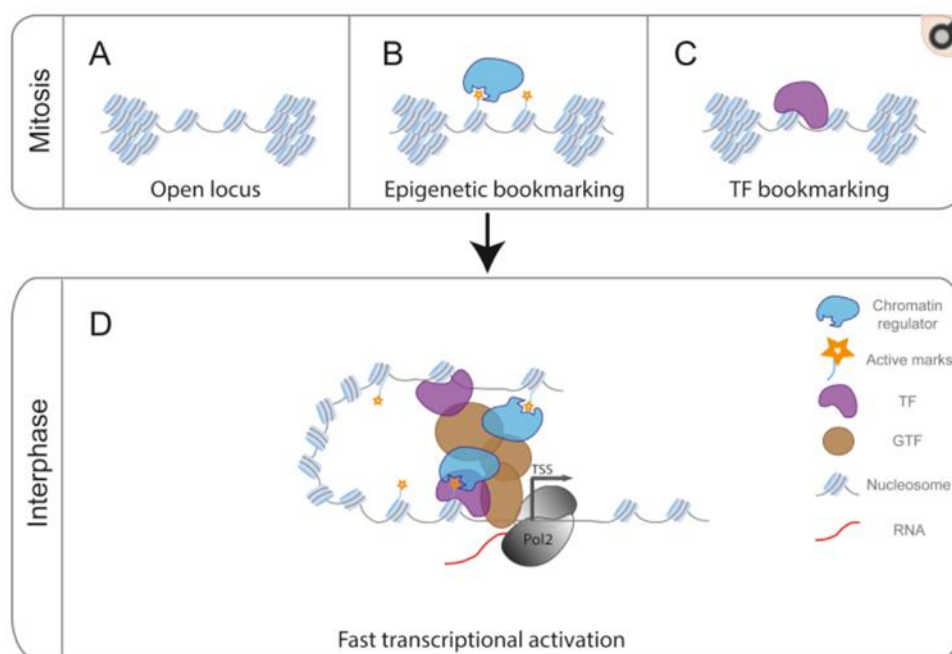 Mitosis
A
B
C
Open locus
Epigenetic bookmarking
TF bookmarking
Interphase
D
TSS
Pol2
Chromatin
regulator
Active marks
TF
GTF
Nucleosome
RNA
Fast transcriptional activation